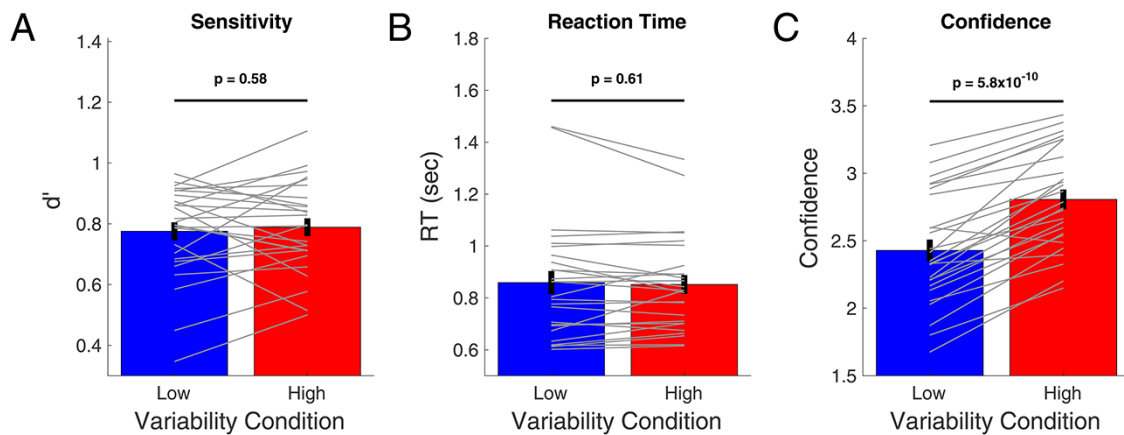 A
Sensitivity
1.4
1.2
1
0.8
0.6
0.4
d'
p = 0.58
Low
High
Variability Condition
B
Reaction Time
1.8
1.6
1.4
1.2
1
0.8
0.6
RT (sec)
p = 0.61
Low
High
Variability Condition
C
Confidence
4
3.5
3
2.5
2
1.5
Confidence
p = 5.8x10⁻¹⁰
Low
High
Variability Condition